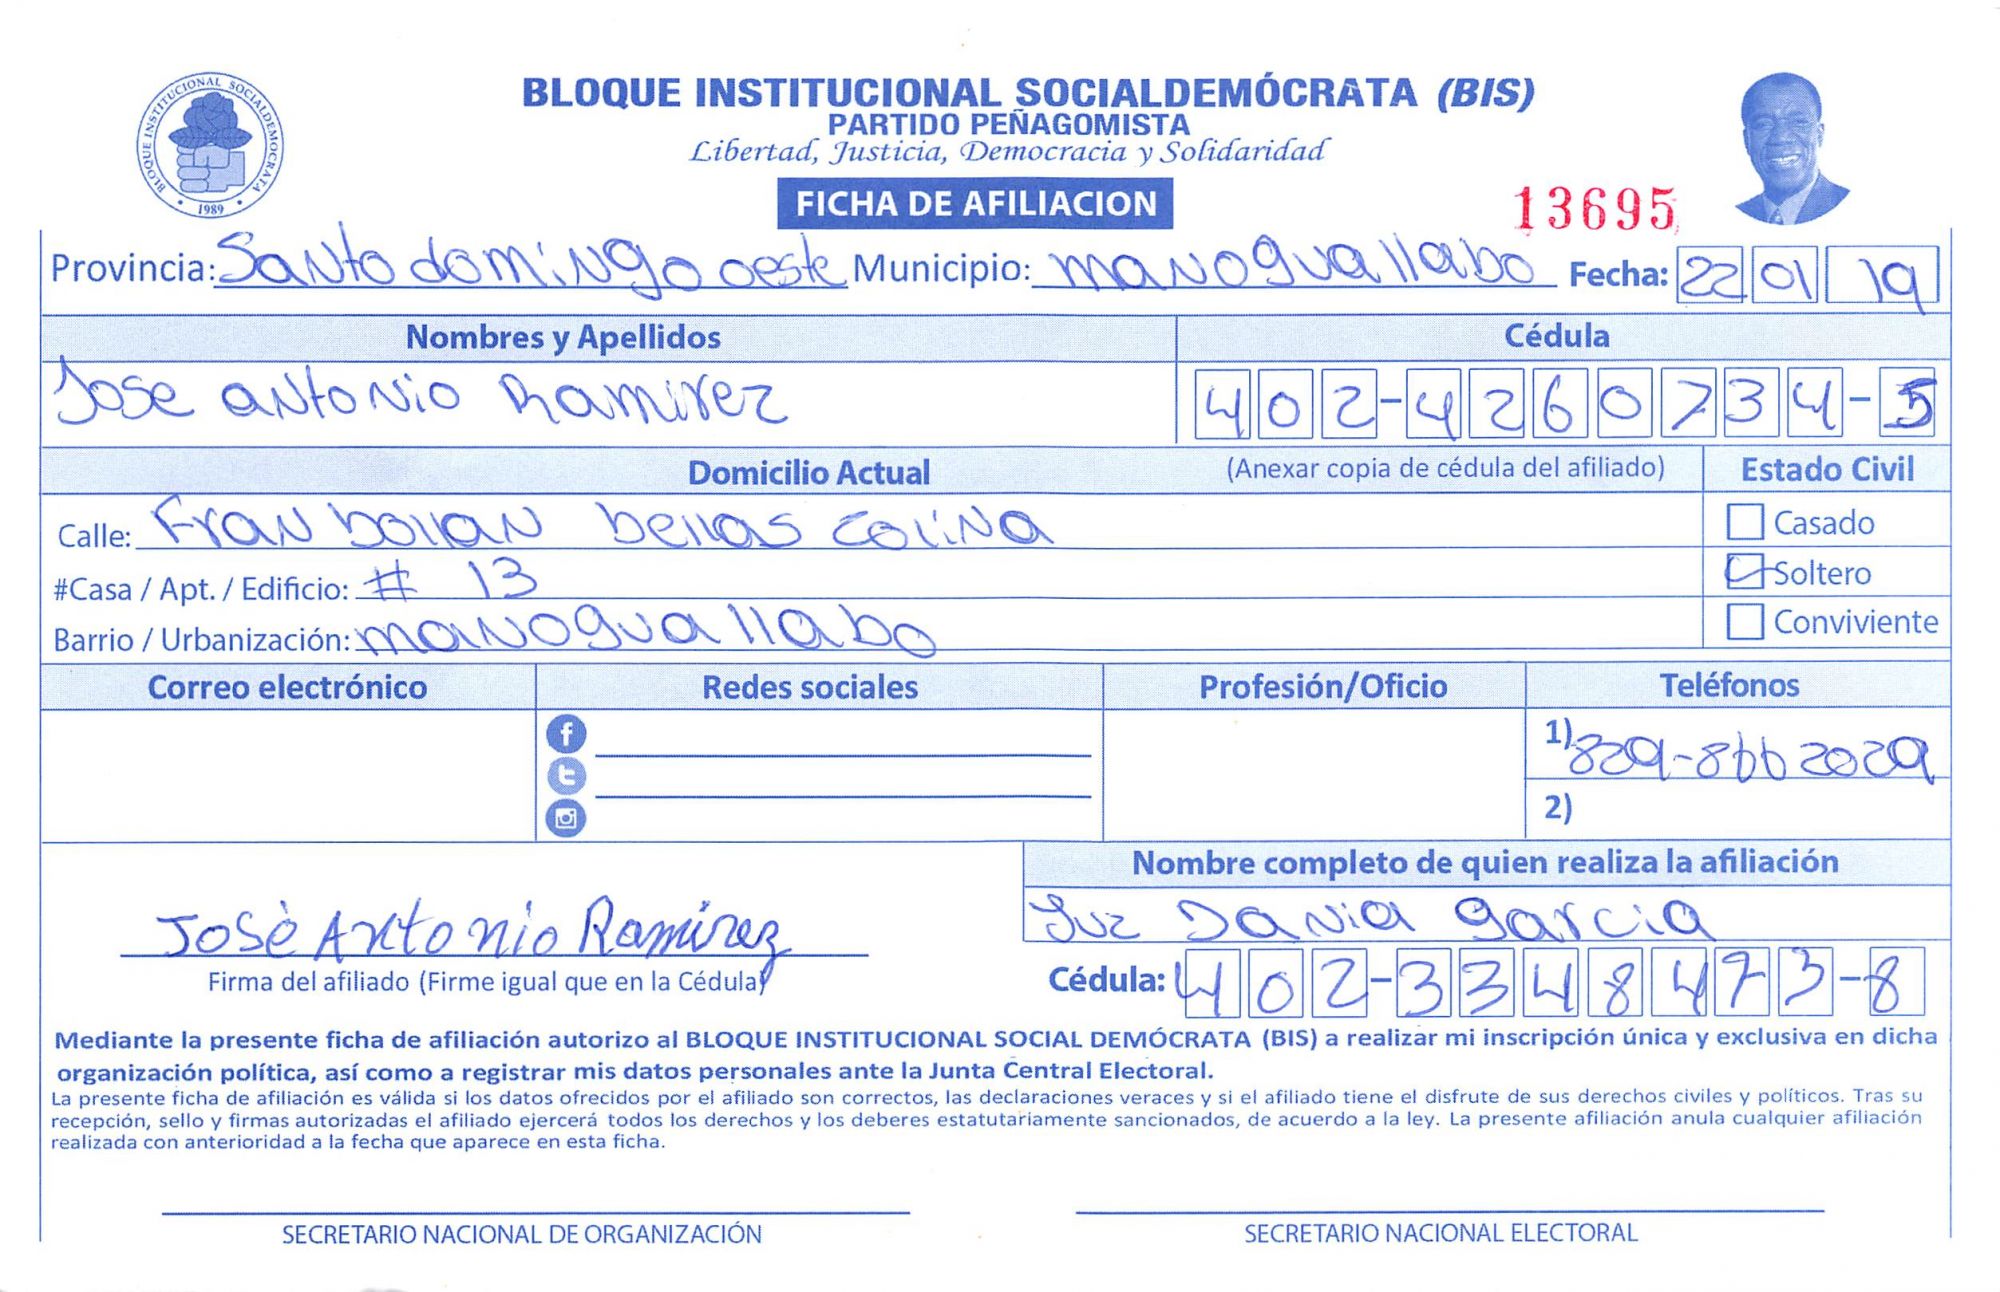 BLOQUE INSTITUCIONAL SOCIALDEMÓCRATA 1989
BLOQUE INSTITUCIONAL SOCIALDEMÓCRATA (BIS)
PARTIDO PEÑAGOMISTA
Libertad, Justicia, Democracia y Solidaridad
FICHA DE AFILIACION
13695
Provincia: Santo domingo oeste Municipio: manoguallabo Fecha: 22 01 19
Nombres y Apellidos Cédula
Jose antonio Ramirez 402-4260734-5
Domicilio Actual (Anexar copia de cédula del afiliado) Estado Civil
Calle: Fran bollan bellas colina Casado
#Casa / Apt. / Edificio: # 13 Soltero
Barrio / Urbanización: manoguallabo Conviviente
Correo electrónico Redes sociales Profesión/Oficio Teléfonos
1) 829-866 2029
2)
Nombre completo de quien realiza la afiliación
Luz Dania garcia
Josè Antonio Ramirez
Firma del afiliado (Firme igual que en la Cédula)
Cédula: 402-3348473-8
Mediante la presente ficha de afiliación autorizo al BLOQUE INSTITUCIONAL SOCIAL DEMÓCRATA (BIS) a realizar mi inscripción única y exclusiva en dicha
organización política, así como a registrar mis datos personales ante la Junta Central Electoral.
La presente ficha de afiliación es válida si los datos ofrecidos por el afiliado son correctos, las declaraciones veraces y si el afiliado tiene el disfrute de sus derechos civiles y políticos. Tras su
recepción, sello y firmas autorizadas el afiliado ejercerá todos los derechos y los deberes estatutariamente sancionados, de acuerdo a la ley. La presente afiliación anula cualquier afiliación
realizada con anterioridad a la fecha que aparece en esta ficha.
SECRETARIO NACIONAL DE ORGANIZACIÓN SECRETARIO NACIONAL ELECTORAL